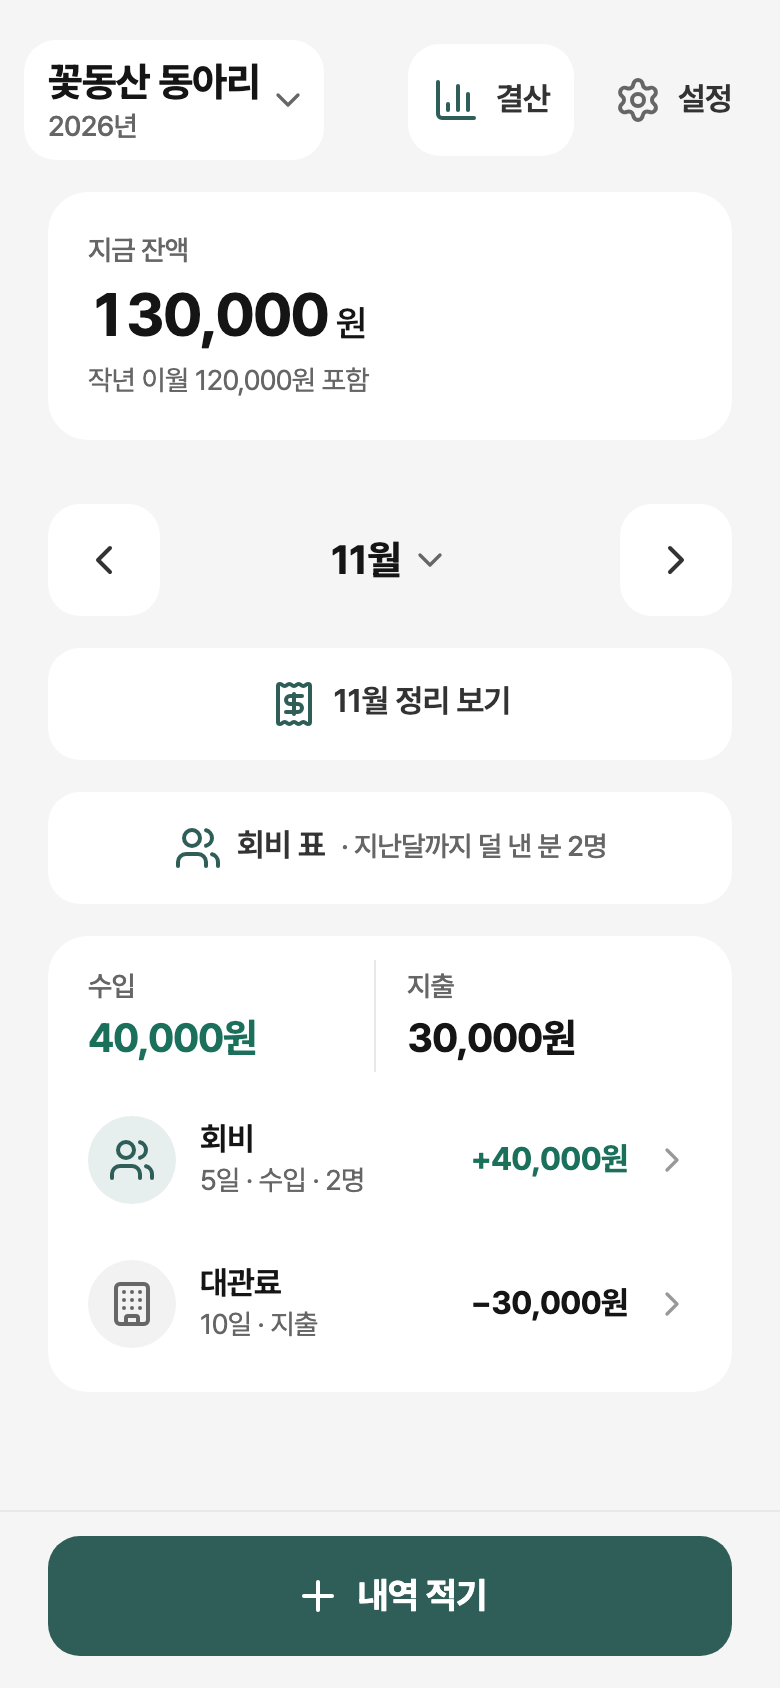 꽃동산 동아리
2026년
결산
설정
지금 잔액
130,000원
작년 이월 120,000원 포함
11월
11월 정리 보기
회비 표 · 지난달까지 덜 낸 분 2명
수입
40,000원
지출
30,000원
회비
5일 · 수입 · 2명
+40,000원
대관료
10일 · 지출
−30,000원
내역 적기